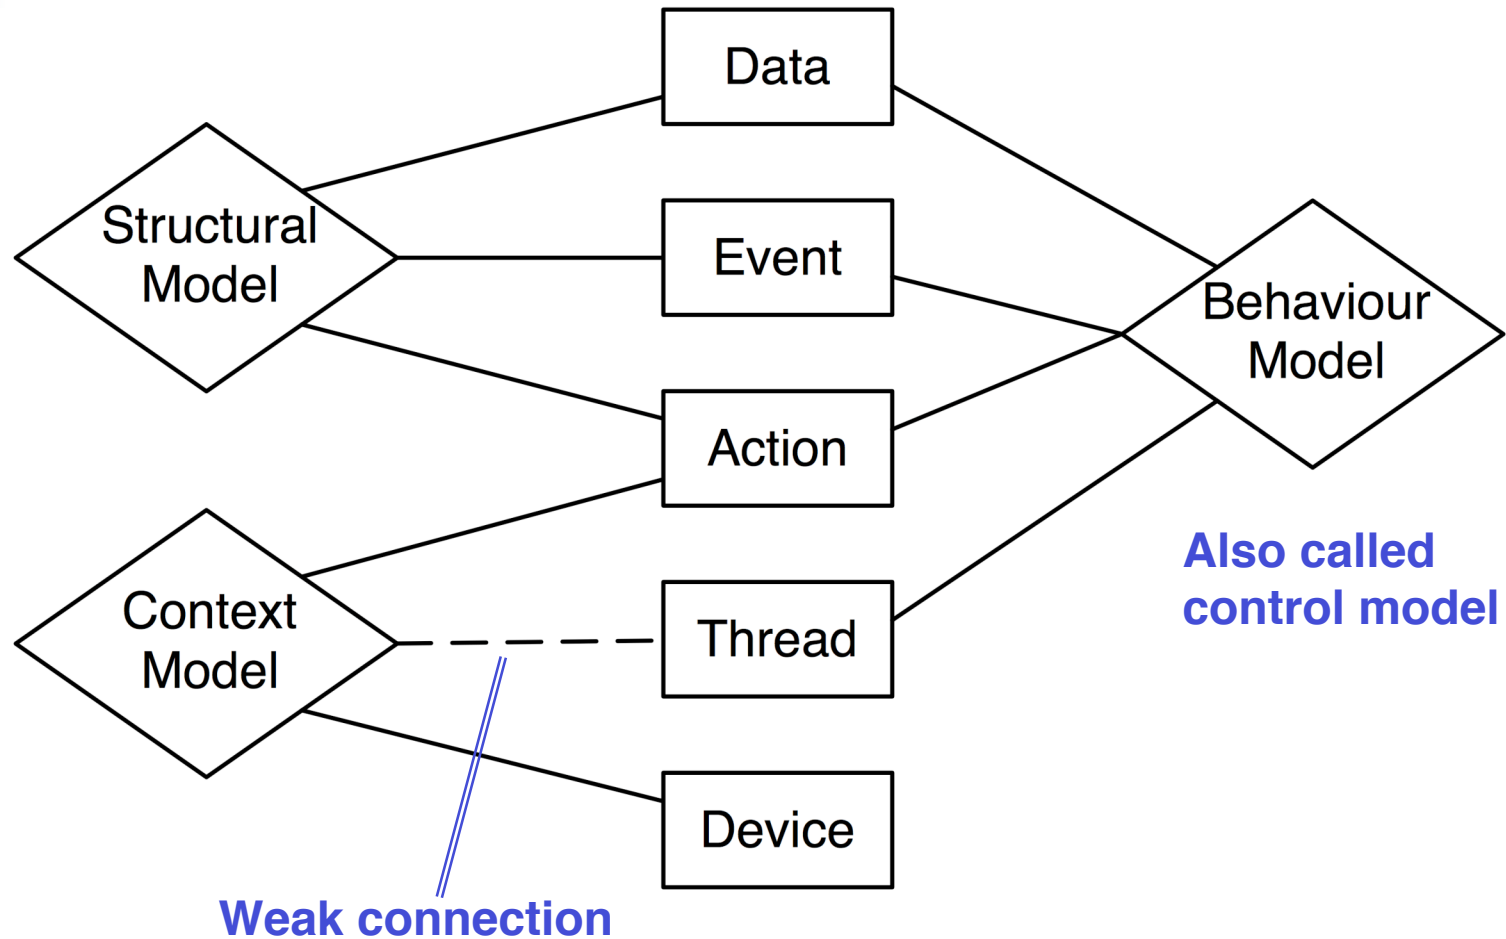 Data
Structural
Model
Event
Behaviour
Model
Action
Context
Model
Thread
Also called
control model
Device
Weak connection